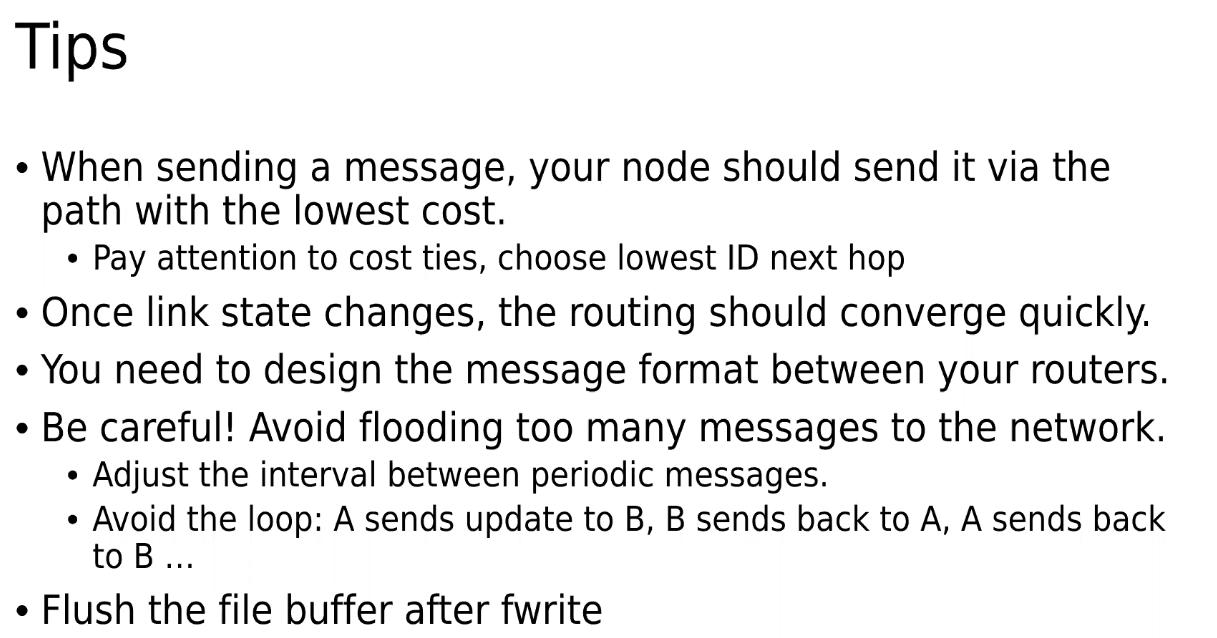 Tips
• When sending a message, your node should send it via the
path with the lowest cost.
• Pay attention to cost ties, choose lowest ID next hop
• Once link state changes, the routing should converge quickly.
• You need to design the message format between your routers.
• Be careful! Avoid flooding too many messages to the network.
• Adjust the interval between periodic messages.
• Avoid the loop: A sends update to B, B sends back to A, A sends back
to B ...
• Flush the file buffer after fwrite